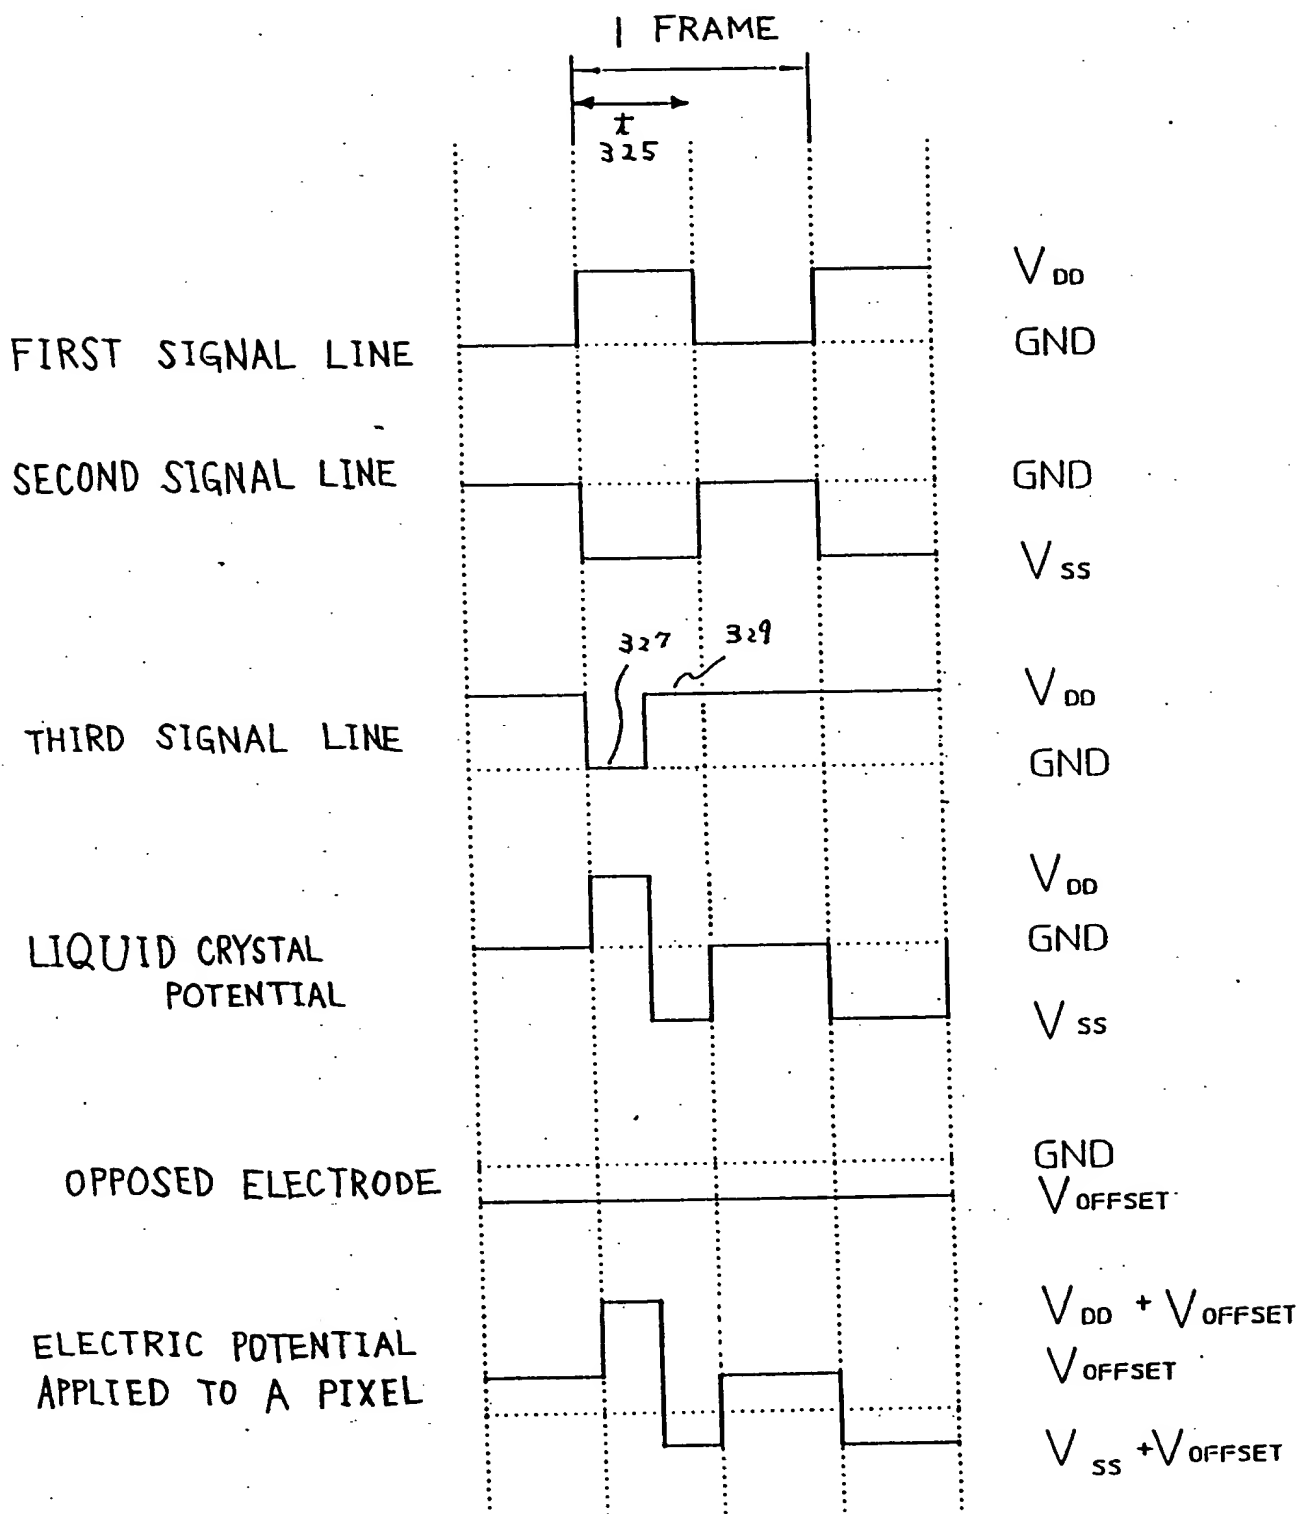 1 FRAME
t
325
V DD
FIRST SIGNAL LINE
GND
SECOND SIGNAL LINE
GND
V SS
327
329
V DD
THIRD SIGNAL LINE
GND
V DD
LIQUID CRYSTAL
POTENTIAL
GND
V SS
GND
OPPOSED ELECTRODE
V OFFSET
V DD + V OFFSET
ELECTRIC POTENTIAL
APPLIED TO A PIXEL
V OFFSET
V SS + V OFFSET